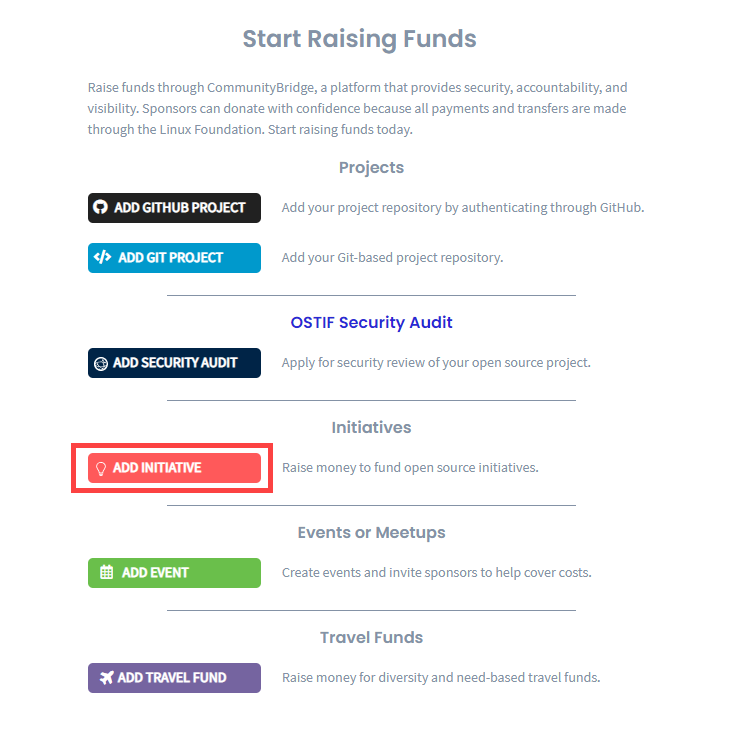 Start Raising Funds
Raise funds through CommunityBridge, a platform that provides security, accountability, and
visibility. Sponsors can donate with confidence because all payments and transfers are made
through the Linux Foundation. Start raising funds today.
Projects
ADD GITHUB PROJECT Add your project repository by authenticating through GitHub.
ADD GIT PROJECT Add your Git-based project repository.
OSTIF Security Audit
ADD SECURITY AUDIT Apply for security review of your open source project.
Initiatives
ADD INITIATIVE Raise money to fund open source initiatives.
Events or Meetups
ADD EVENT Create events and invite sponsors to help cover costs.
Travel Funds
ADD TRAVEL FUND Raise money for diversity and need-based travel funds.